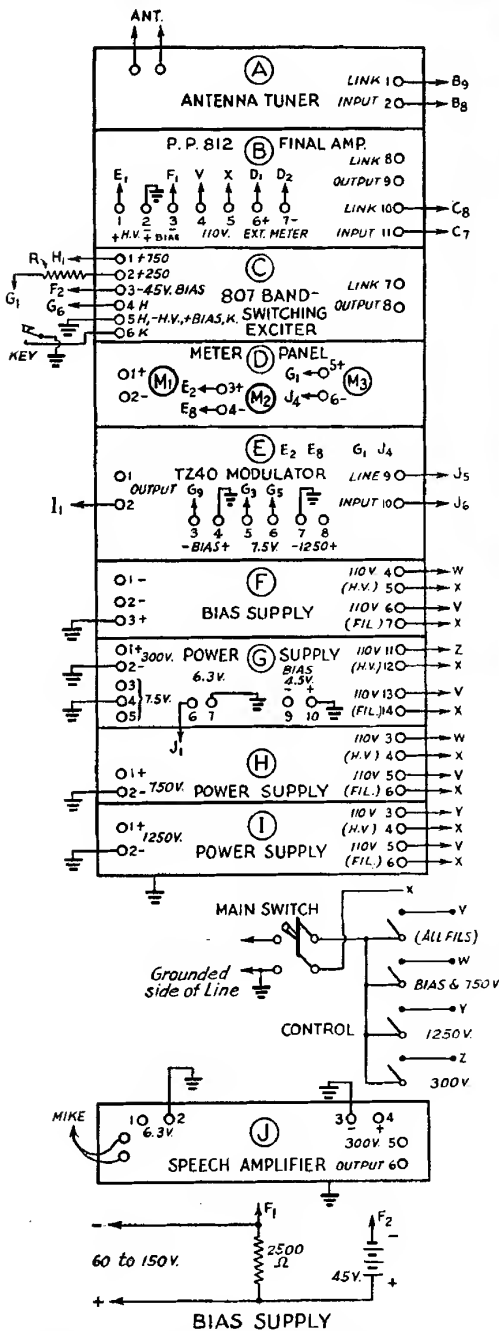 ANT.
A
ANTENNA TUNER
LINK 1 B9
INPUT 2 B8
P.P. 812 B FINAL AMP.
LINK 8
OUTPUT 9
E1 F1 V X D1 D2
1 2 3 4 5 6+ 7-
+H.V. - + BIAS - 110V. EXT. METER
LINK 10 C8
INPUT 11 C7
R H1 1+750
2+250
G1
F2 3-45V. BIAS
G6 4 H
5 H,-H.V.,+BIAS,K.
6 K
KEY
C
807 BAND-
SWITCHING
EXCITER
LINK 7
OUTPUT 8
METER D PANEL
1+ M1
2-
E2 3+ M2
E8 4-
G1 5+ M3
J4 6-
E E2 E8 G1 J4
TZ40 MODULATOR
1
OUTPUT
I1 2
LINE 9 J5
INPUT 10 J6
G9 G3 G5
3 4 5 6 7 8
-BIAS+ 7.5V. -1250+
1-
2-
3+
F
BIAS SUPPLY
110V 4 W
(H.V.) 5 X
110V 6 V
(FIL) 7 X
1+ 300V.
2-
3
4 7.5V.
5
POWER G SUPPLY
6.3V.
6 7
J1
BIAS
4.5V.
- +
9 10
110V 11 Z
(H.V.) 12 X
110V 13 V
(FIL.) 14 X
H
1+
2- 750V. POWER SUPPLY
110V 3 W
(H.V) 4 X
110V 5 V
(FIL.) 6 X
I
1+ 1250V.
2- POWER SUPPLY
110V 3 Y
(H.V) 4 X
110V 5 V
(FIL.) 6 X
X
MAIN SWITCH
V
(ALL FILS)
Grounded
side of Line
W
BIAS & 750V
CONTROL
Y
1250V.
Z
300V.
MIKE
1 2
6.3V.
J
SPEECH AMPLIFIER
3 4
- +
300V. 5
OUTPUT 6
F1
F2
-
60 to 150V.
2500
Ω
-
45V.
+
+
BIAS SUPPLY